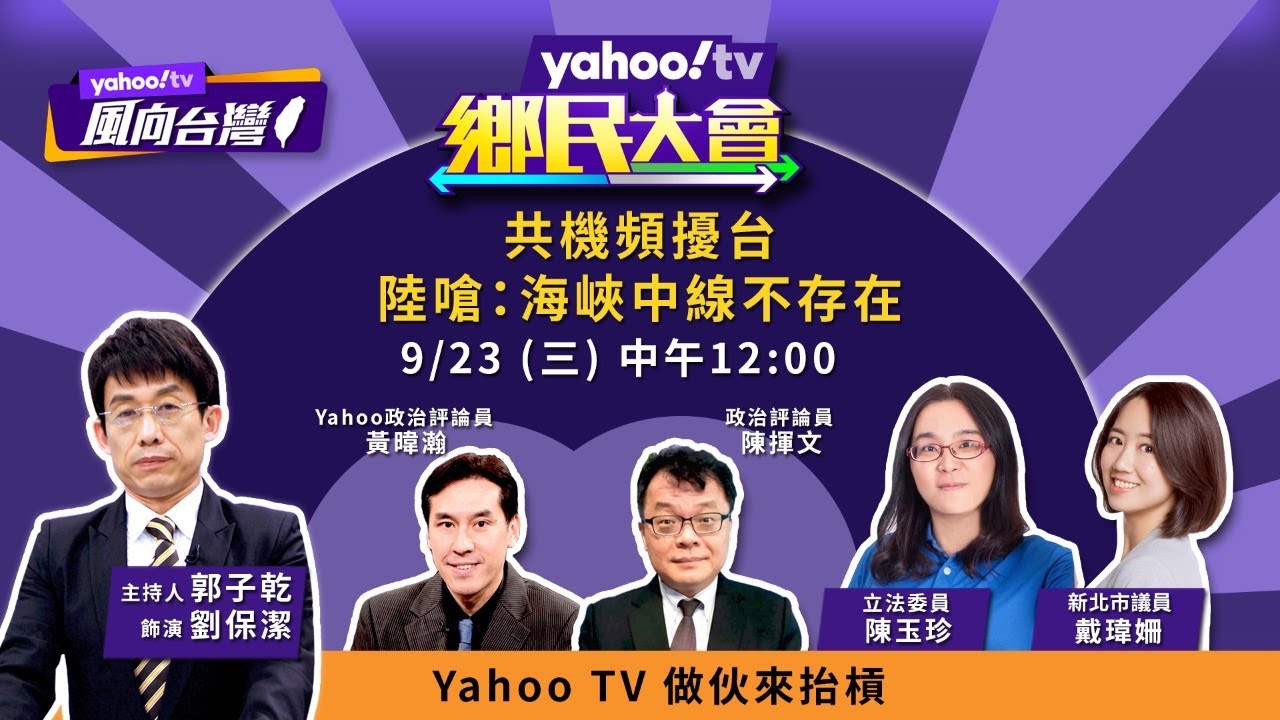 yahoo!tv
風向台灣
yahoo!tv
鄉民大會
共機頻擾台
陸嗆：海峽中線不存在
9/23 (三) 中午12:00
Yahoo政治評論員
黃暐瀚
政治評論員
陳揮文
主持人 郭子乾
飾演 劉保潔
立法委員
陳玉珍
新北市議員
戴瑋姍
Yahoo TV 做伙來抬槓